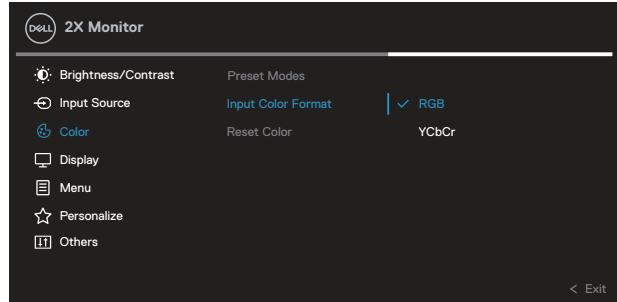 DELL 2X Monitor
Brightness/Contrast Preset Modes
Input Source Input Color Format ✓ RGB
Color Reset Color YCbCr
Display
Menu
Personalize
Others
< Exit